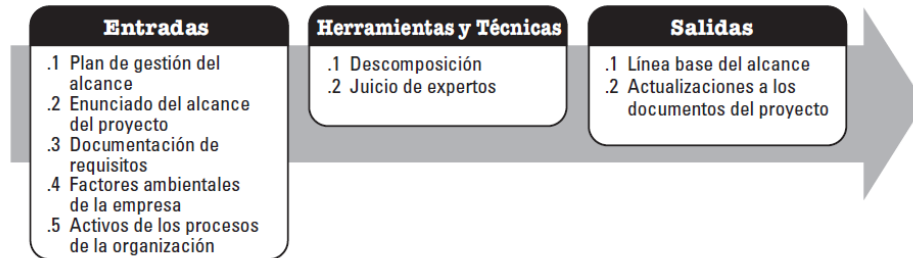 Entradas
.1 Plan de gestión del
alcance
.2 Enunciado del alcance
del proyecto
.3 Documentación de
requisitos
.4 Factores ambientales
de la empresa
.5 Activos de los procesos
de la organización
Herramientas y Técnicas
.1 Descomposición
.2 Juicio de expertos
Salidas
.1 Línea base del alcance
.2 Actualizaciones a los
documentos del proyecto